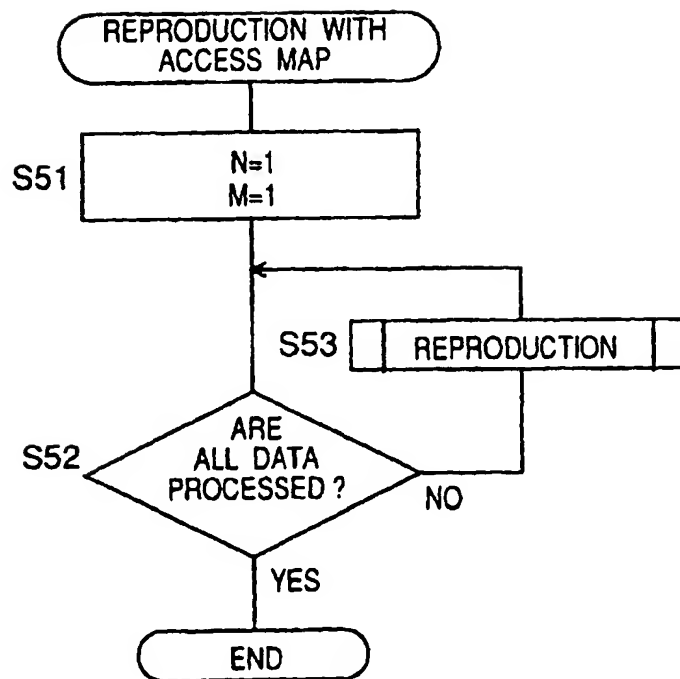 REPRODUCTION WITH
ACCESS MAP
S51
N=1
M=1
S53
REPRODUCTION
S52
ARE
ALL DATA
PROCESSED ?
NO
YES
END